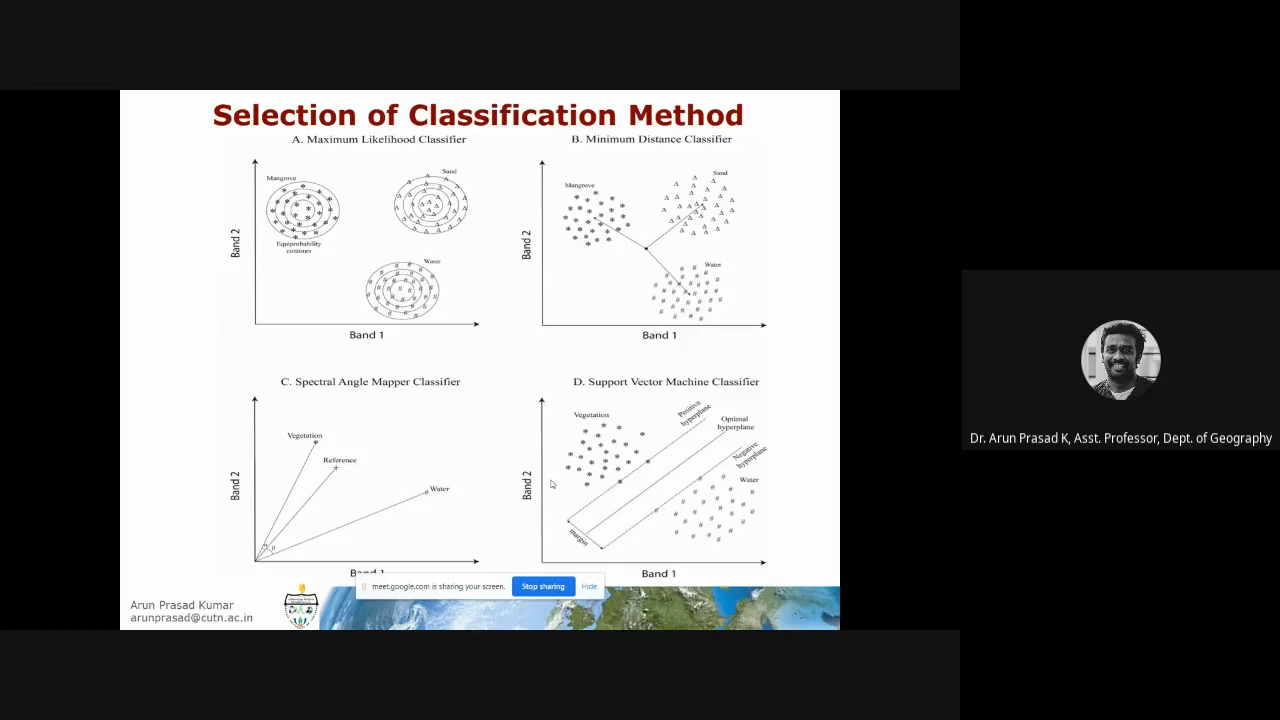 Selection of Classification Method
A. Maximum Likelihood Classifier
Mangrove
Sand
Equiprobability
contours
Water
Band 2
Band 1
B. Minimum Distance Classifier
Mangrove
Sand
Water
Band 2
Band 1
C. Spectral Angle Mapper Classifier
Vegetation
Reference
Water
Band 2
Band 1
D. Support Vector Machine Classifier
Vegetation
Positive
hyperplane
Optimal
hyperplane
Negative
hyperplane
Water
margin
Band 2
Band 1
meet.google.com is sharing your screen.
Stop sharing
Hide
Arun Prasad Kumar
arunprasad@cutn.ac.in
Dr. Arun Prasad K, Asst. Professor, Dept. of Geography